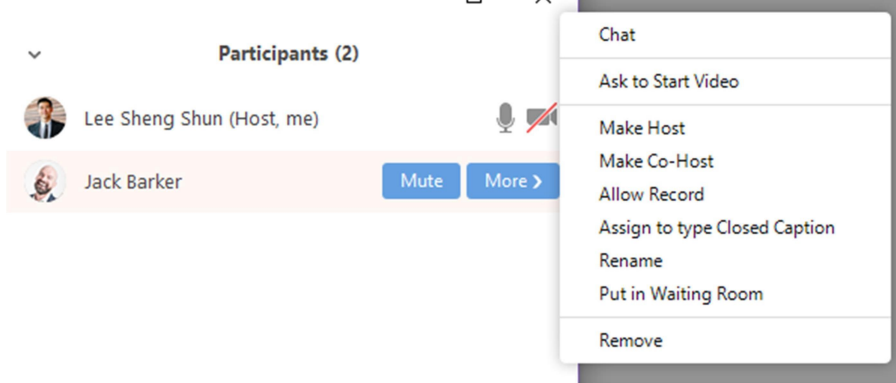 Participants (2)
Lee Sheng Shun (Host, me)
Jack Barker
Mute
More
Chat
Ask to Start Video
Make Host
Make Co-Host
Allow Record
Assign to type Closed Caption
Rename
Put in Waiting Room
Remove